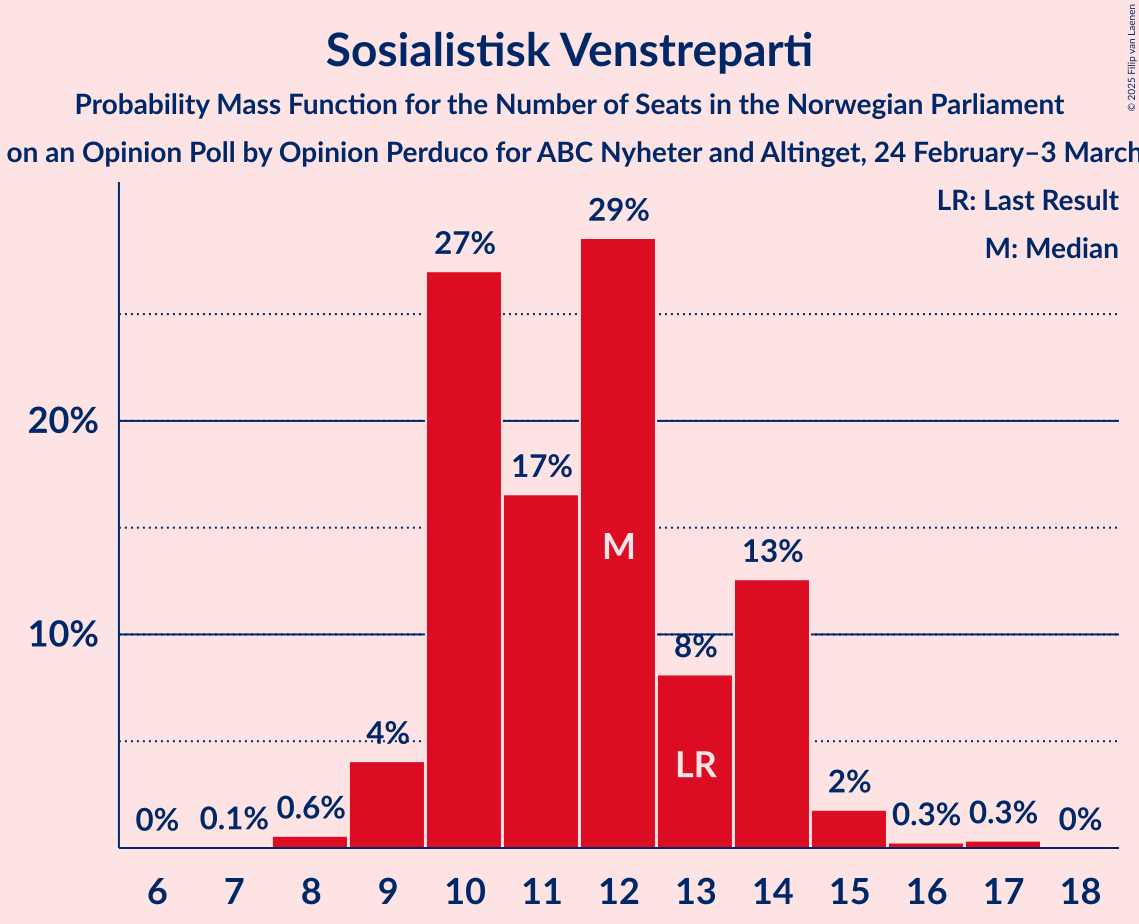 Sosialistisk Venstreparti
Probability Mass Function for the Number of Seats in the Norwegian Parliament
on an Opinion Poll by Opinion Perduco for ABC Nyheter and Altinget, 24 February–3 March
© 2025 Filip van Laenen
LR: Last Result
M: Median
20%
10%
0%
0.1%
0.6%
4%
27%
17%
29%
8%
13%
2%
0.3%
0.3%
0%
M
LR
6 7 8 9 10 11 12 13 14 15 16 17 18